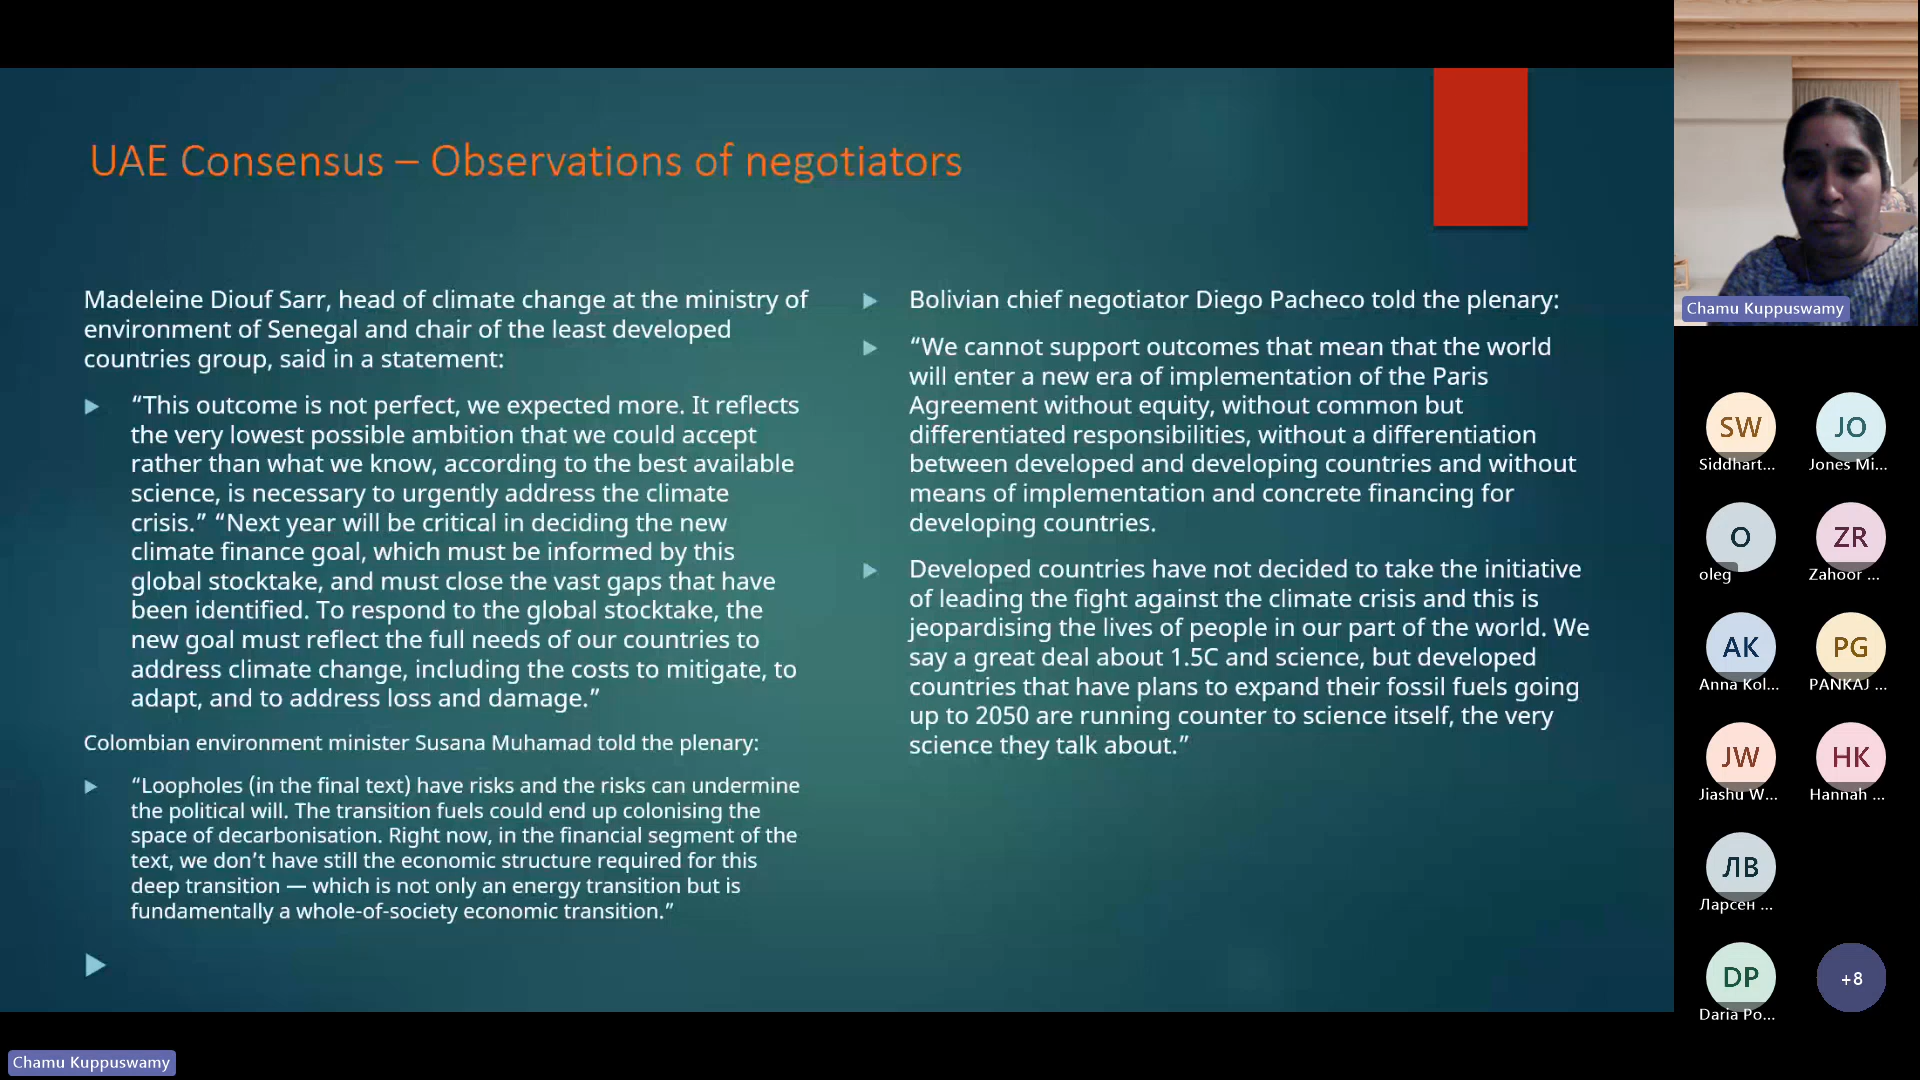 UAE Consensus – Observations of negotiators
Madeleine Diouf Sarr, head of climate change at the ministry of
environment of Senegal and chair of the least developed
countries group, said in a statement:
“This outcome is not perfect, we expected more. It reflects
the very lowest possible ambition that we could accept
rather than what we know, according to the best available
science, is necessary to urgently address the climate
crisis.” “Next year will be critical in deciding the new
climate finance goal, which must be informed by this
global stocktake, and must close the vast gaps that have
been identified. To respond to the global stocktake, the
new goal must reflect the full needs of our countries to
address climate change, including the costs to mitigate, to
adapt, and to address loss and damage.”
Colombian environment minister Susana Muhamad told the plenary:
“Loopholes (in the final text) have risks and the risks can undermine
the political will. The transition fuels could end up colonising the
space of decarbonisation. Right now, in the financial segment of the
text, we don’t have still the economic structure required for this
deep transition — which is not only an energy transition but is
fundamentally a whole-of-society economic transition.”
Bolivian chief negotiator Diego Pacheco told the plenary:
“We cannot support outcomes that mean that the world
will enter a new era of implementation of the Paris
Agreement without equity, without common but
differentiated responsibilities, without a differentiation
between developed and developing countries and without
means of implementation and concrete financing for
developing countries.
Developed countries have not decided to take the initiative
of leading the fight against the climate crisis and this is
jeopardising the lives of people in our part of the world. We
say a great deal about 1.5C and science, but developed
countries that have plans to expand their fossil fuels going
up to 2050 are running counter to science itself, the very
science they talk about.”
Chamu Kuppuswamy
SW
Siddhart...
JO
Jones Mi...
O
oleg
ZR
Zahoor ...
AK
Anna Kol...
PG
PANKAJ ...
JW
Jiashu W...
HK
Hannah ...
ЛВ
Ларсен ...
DP
Daria Po...
+8
Chamu Kuppuswamy